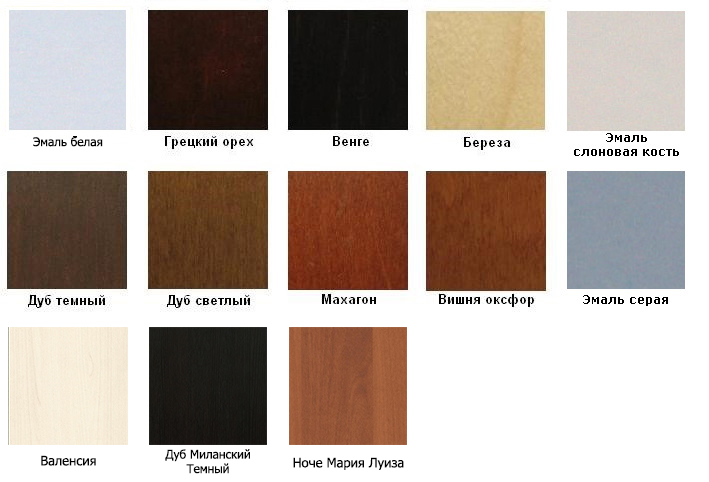 Эмаль белая
Грецкий орех
Венге
Береза
Эмаль
слоновая кость
Дуб темный
Дуб светлый
Махагон
Вишня оксфор
Эмаль серая
Валенсия
Дуб Миланский
Темный
Ноче Мария Луиза